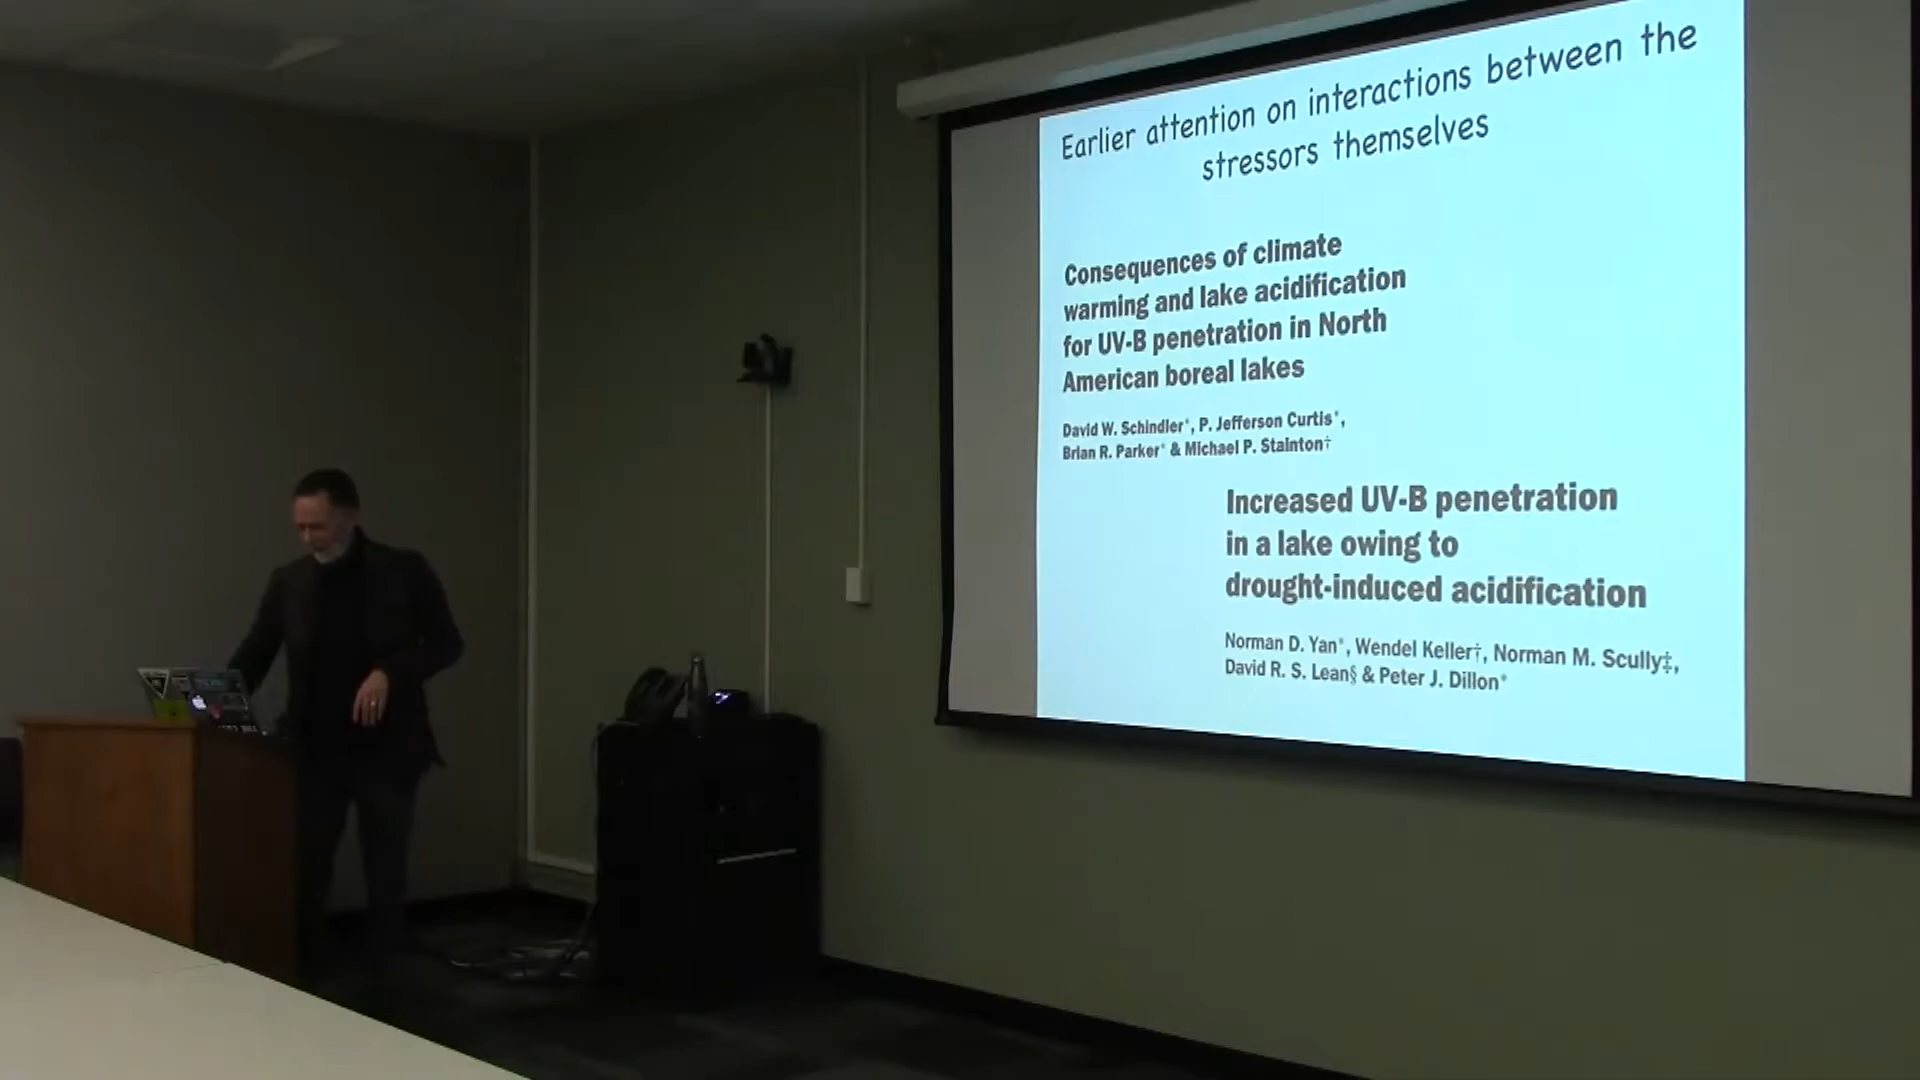 Earlier attention on interactions between the
stressors themselves
Consequences of climate
warming and lake acidification
for UV-B penetration in North
American boreal lakes
David W. Schindler*, P. Jefferson Curtis*,
Brian R. Parker* & Michael P. Stainton†
Increased UV-B penetration
in a lake owing to
drought-induced acidification
Norman D. Yan*, Wendel Keller†, Norman M. Scully‡,
David R. S. Lean§ & Peter J. Dillon*